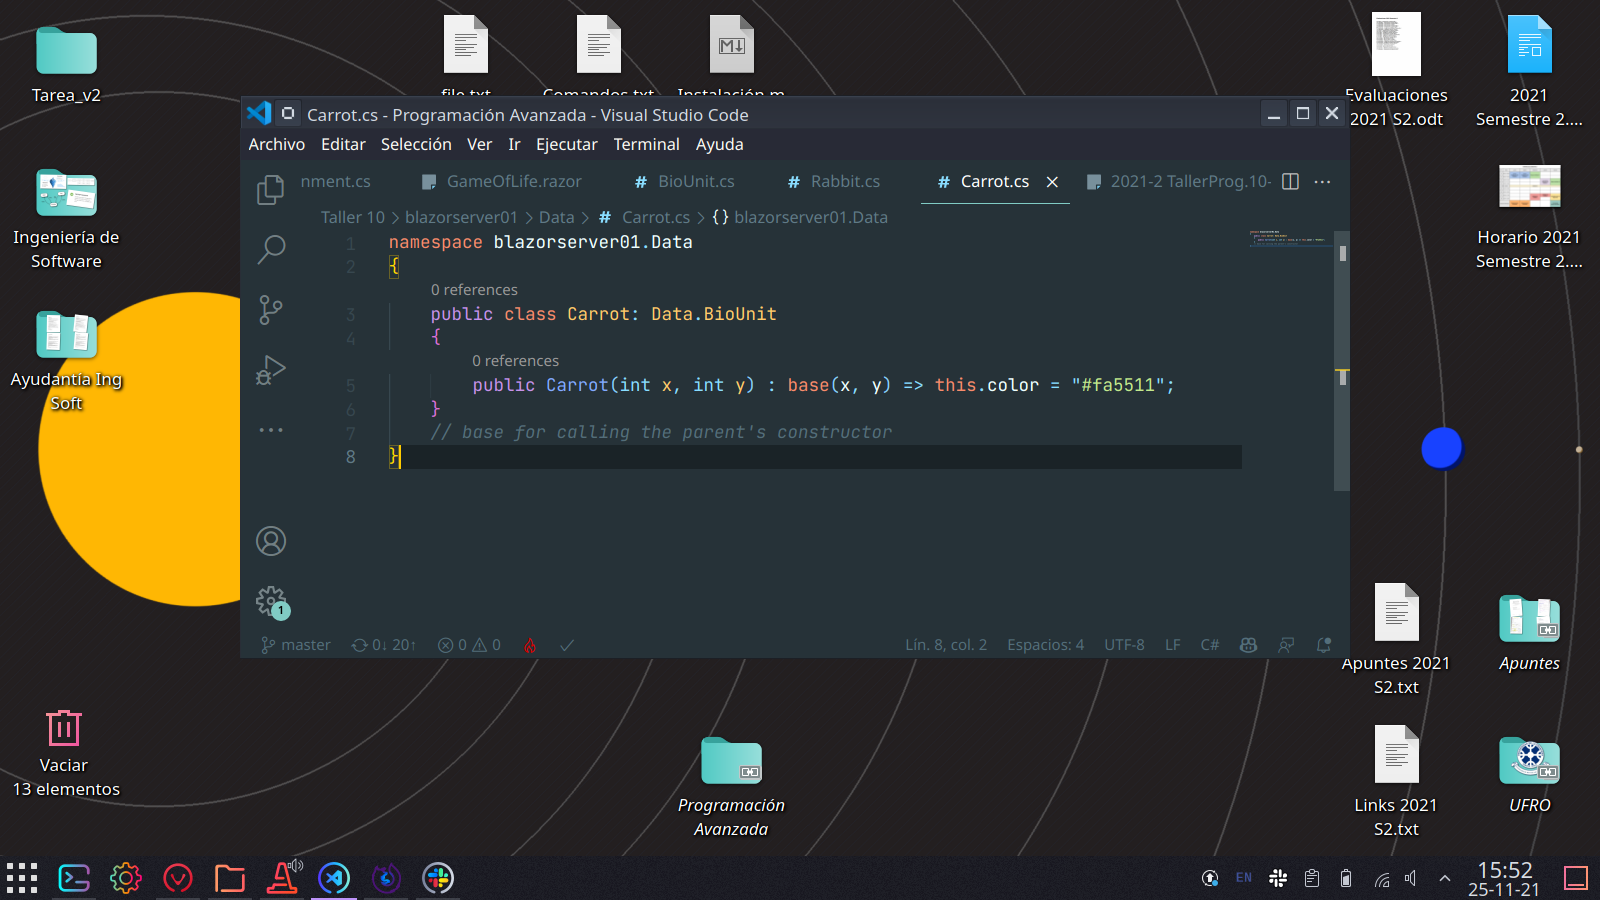 Tarea_v2
file.txt
Comandos.txt
Instalación.m
Evaluaciones
2021 S2.odt
2021
Semestre 2....
Carrot.cs - Programación Avanzada - Visual Studio Code
Archivo Editar Selección Ver Ir Ejecutar Terminal Ayuda
nment.cs GameOfLife.razor # BioUnit.cs # Rabbit.cs # Carrot.cs 2021-2 TallerProg.10-
Taller 10 > blazorserver01 > Data > # Carrot.cs > {} blazorserver01.Data
1 namespace blazorserver01.Data
2 {
0 references
3 public class Carrot: Data.BioUnit
4 {
0 references
5 public Carrot(int x, int y) : base(x, y) => this.color = "#fa5511";
6 }
7 // base for calling the parent's constructor
8 }
1
master 0↓ 20↑ 0 0 Lín. 8, col. 2 Espacios: 4 UTF-8 LF C#
Ingeniería de
Software
Horario 2021
Semestre 2....
Ayudantía Ing
Soft
Apuntes 2021
S2.txt
Apuntes
Vaciar
13 elementos
Programación
Avanzada
Links 2021
S2.txt
UFRO
EN
15:52
25-11-21